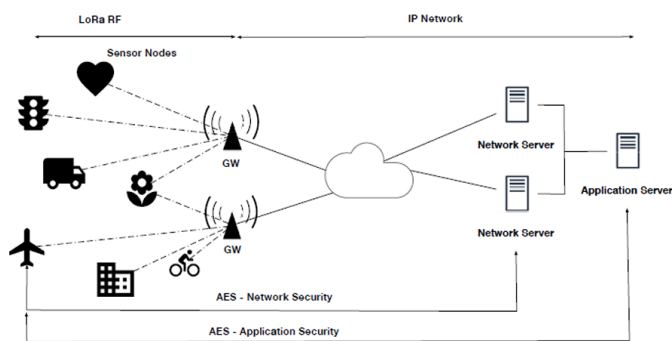 LoRa RF
IP Network
Sensor Nodes
GW
Network Server
Application Server
GW
Network Server
AES - Network Security
AES - Application Security